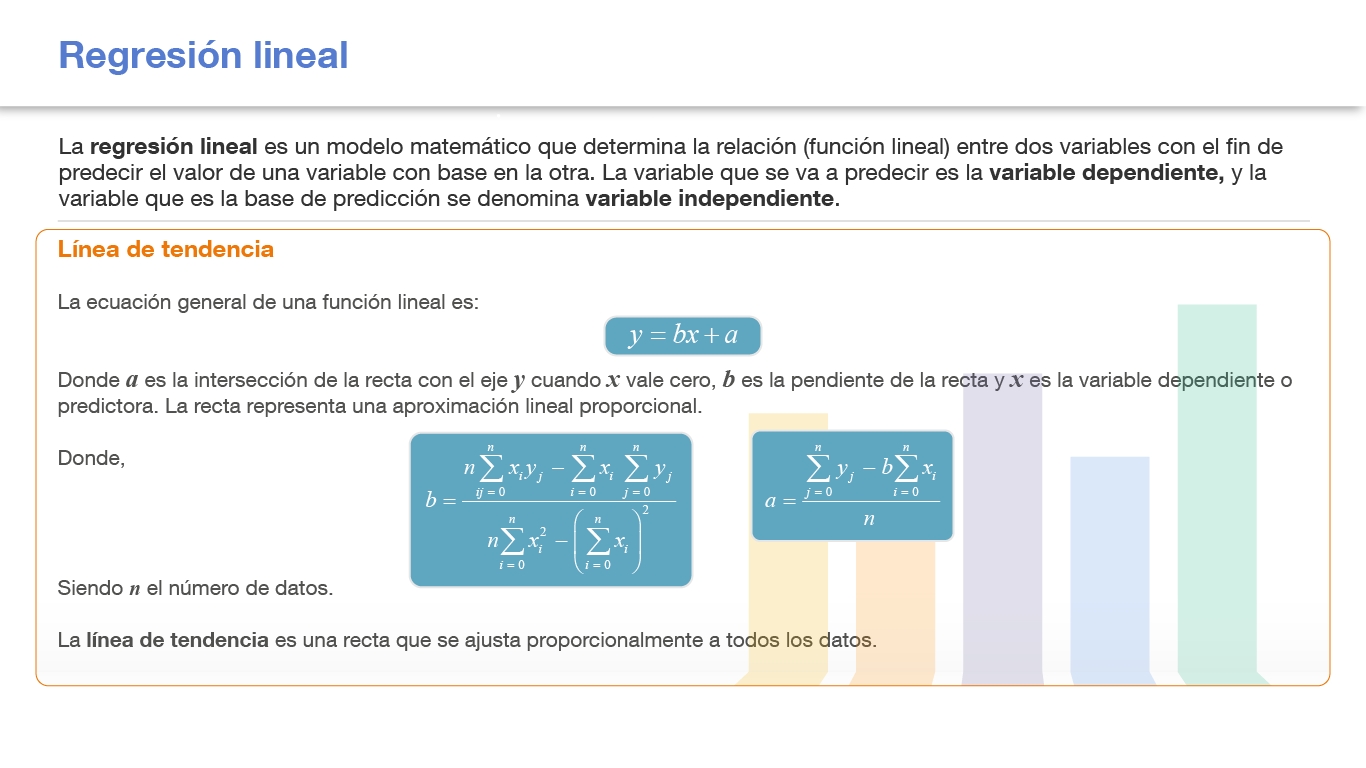 Regresión lineal
La regresión lineal es un modelo matemático que determina la relación (función lineal) entre dos variables con el fin de
predecir el valor de una variable con base en la otra. La variable que se va a predecir es la variable dependiente, y la
variable que es la base de predicción se denomina variable independiente.
Línea de tendencia
La ecuación general de una función lineal es:
y = bx + a
Donde a es la intersección de la recta con el eje y cuando x vale cero, b es la pendiente de la recta y x es la variable dependiente o
predictora. La recta representa una aproximación lineal proporcional.
Donde,
b = \frac{n\sum_{ij=0}^{n} x_i y_j - \sum_{i=0}^{n} x_i \sum_{j=0}^{n} y_j}{n\sum_{i=0}^{n} x_i^2 - \left(\sum_{i=0}^{n} x_i\right)^2}
a = \frac{\sum_{j=0}^{n} y_j - b\sum_{i=0}^{n} x_i}{n}
Siendo n el número de datos.
La línea de tendencia es una recta que se ajusta proporcionalmente a todos los datos.